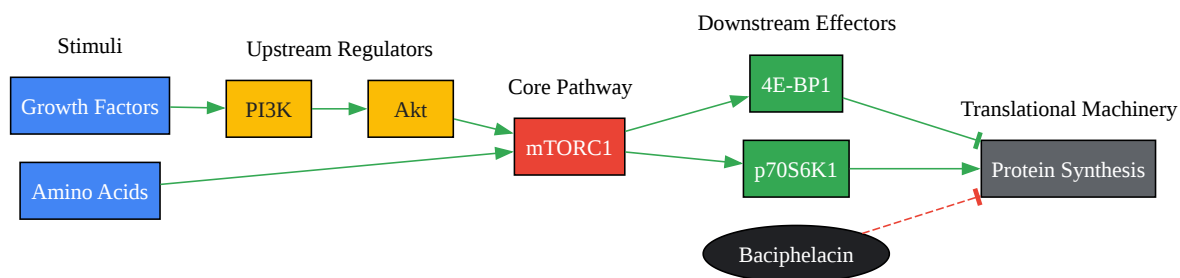 Stimuli
Growth Factors
Amino Acids
Upstream Regulators
PI3K
Akt
Core Pathway
mTORC1
Downstream Effectors
4E-BP1
p70S6K1
Baciphelacin
Translational Machinery
Protein Synthesis